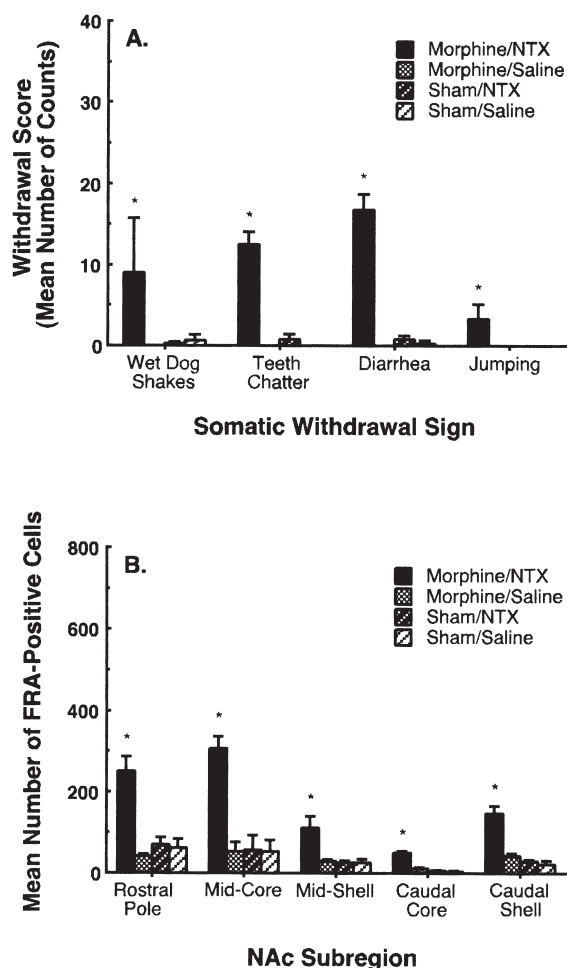 A.
Withdrawal Score
(Mean Number of Counts)
40
30
20
10
0
Morphine/NTX
Morphine/Saline
Sham/NTX
Sham/Saline
*
*
*
*
Wet Dog
Shakes
Teeth
Chatter
Diarrhea
Jumping
Somatic Withdrawal Sign
B.
Mean Number of FRA-Positive Cells
800
600
400
200
0
Morphine/NTX
Morphine/Saline
Sham/NTX
Sham/Saline
*
*
*
*
*
Rostral
Pole
Mid-Core
Mid-Shell
Caudal
Core
Caudal
Shell
NAc Subregion